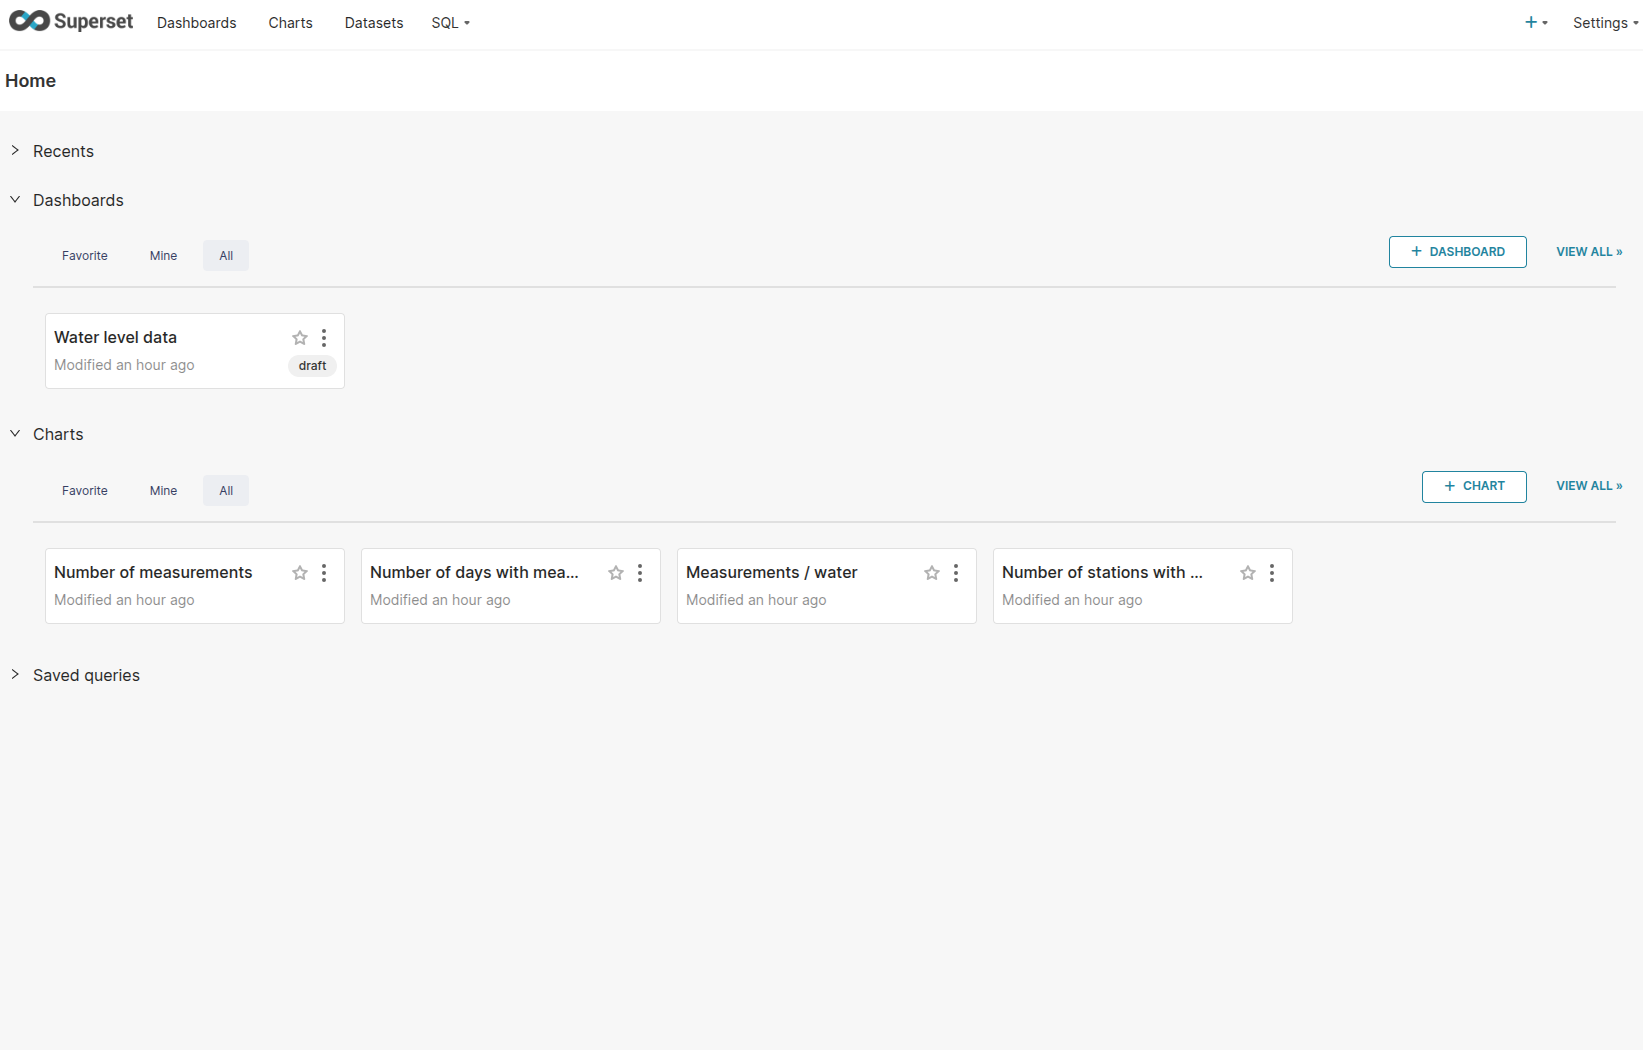 Superset Dashboards Charts Datasets SQL + Settings
Home
Recents
Dashboards
Favorite Mine All + DASHBOARD VIEW ALL »
Water level data
Modified an hour ago draft
Charts
Favorite Mine All + CHART VIEW ALL »
Number of measurements Number of days with mea... Measurements / water Number of stations with ...
Modified an hour ago Modified an hour ago Modified an hour ago Modified an hour ago
Saved queries